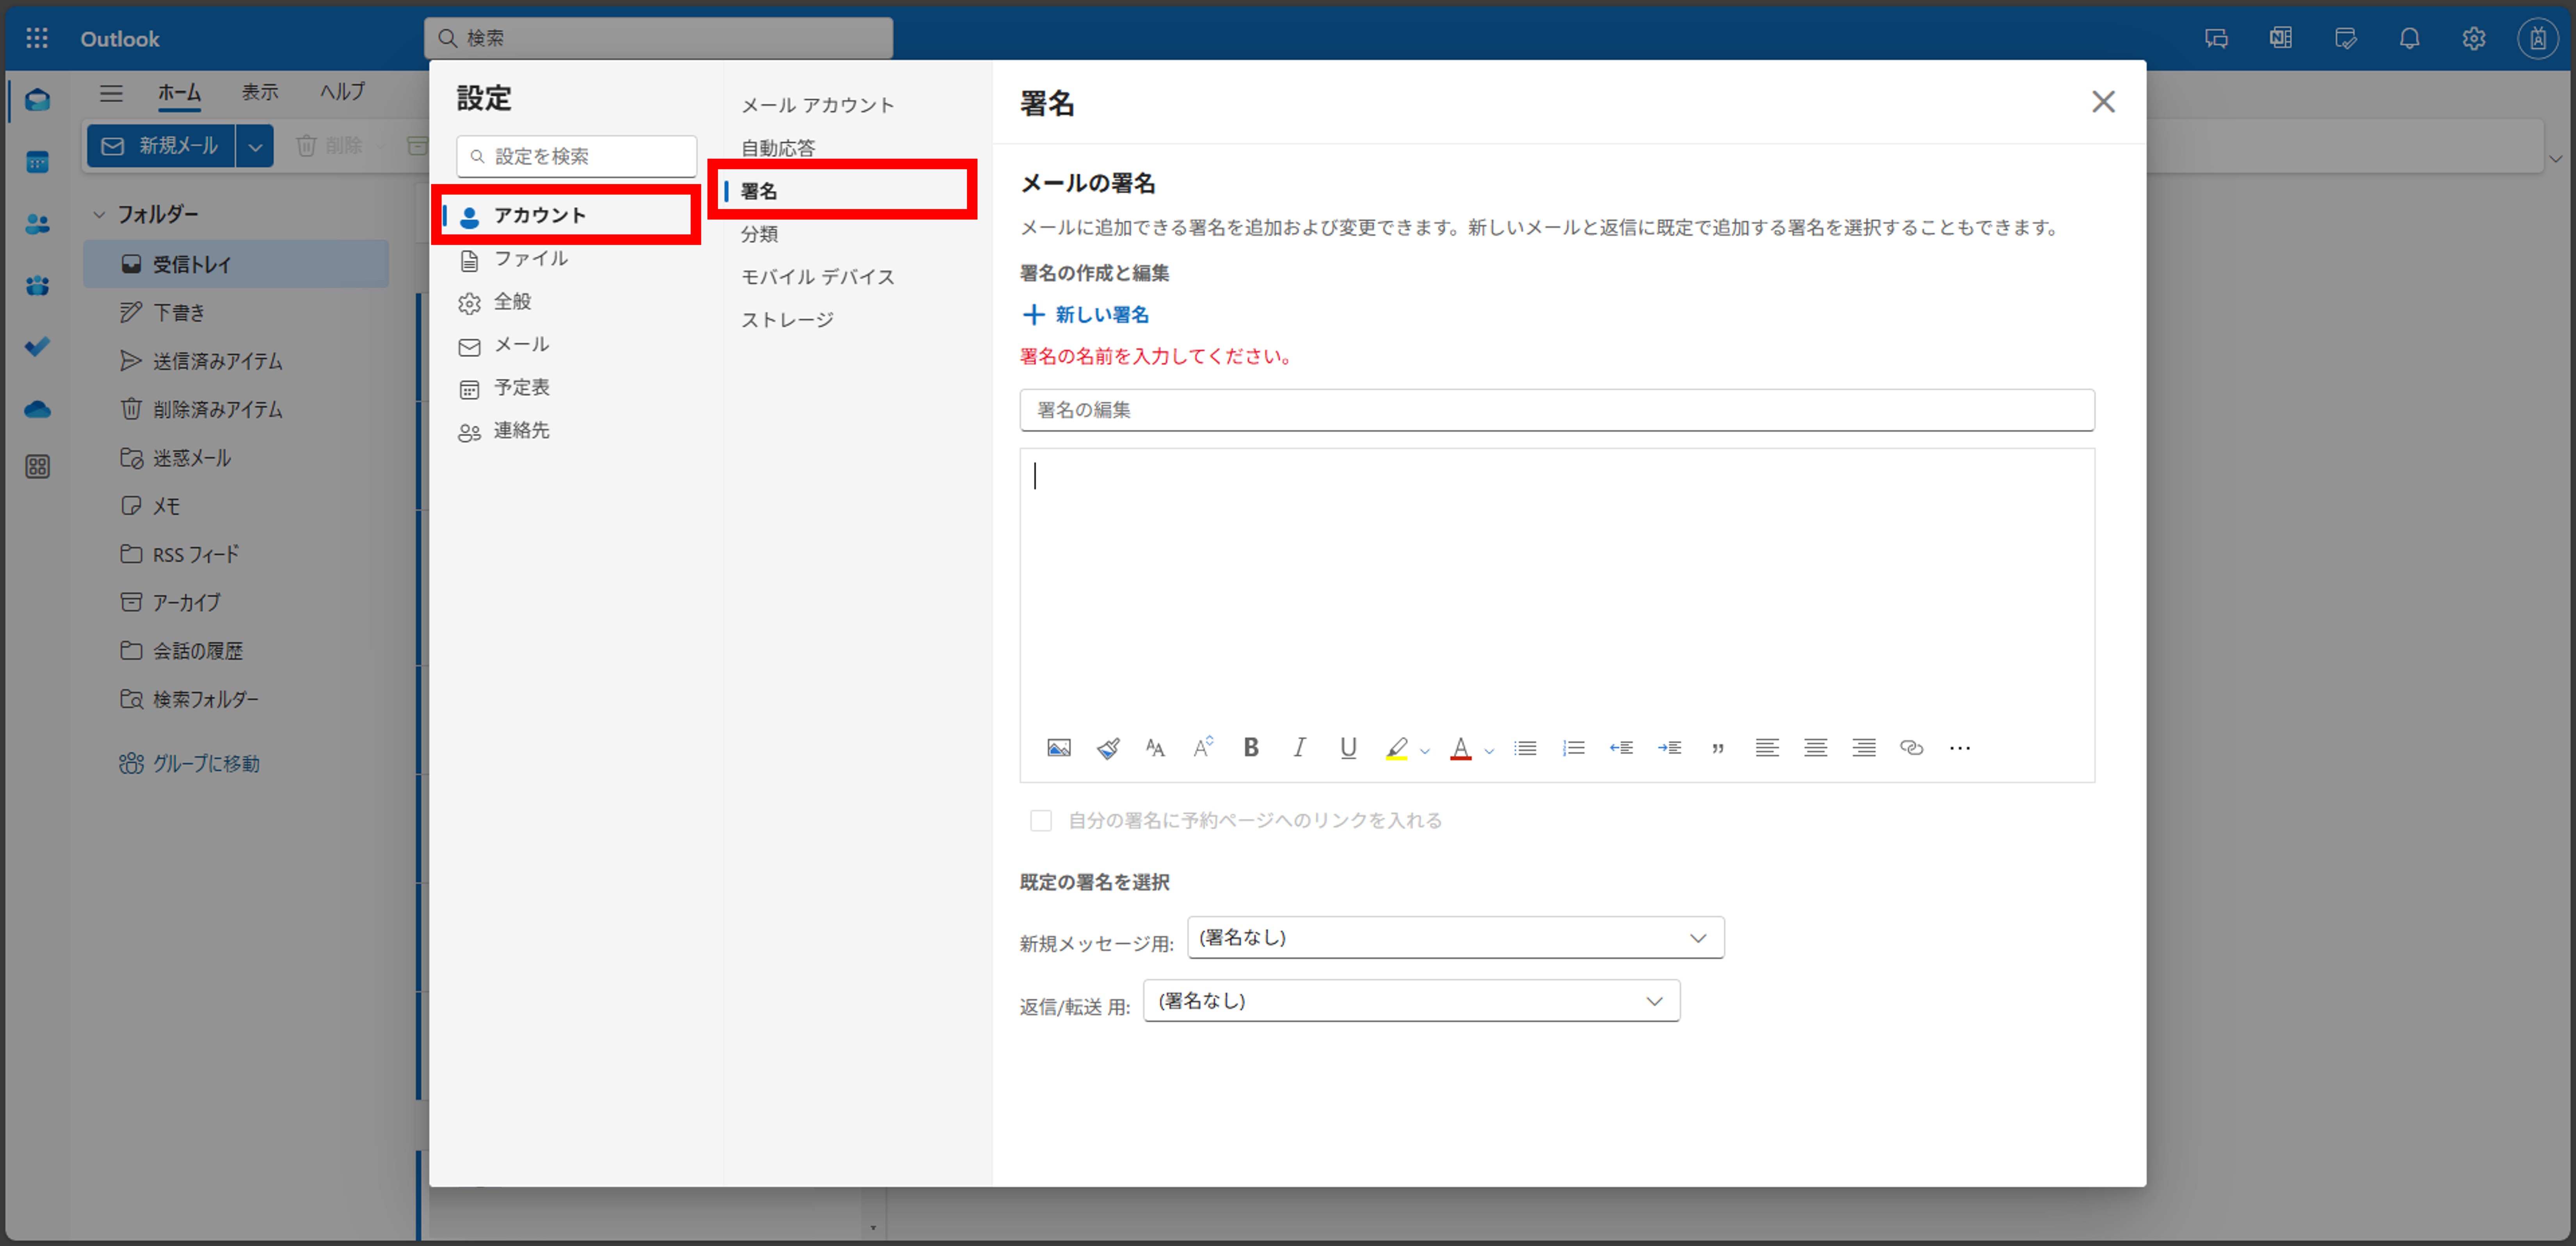 Outlook
検索
ホーム 表示 ヘルプ
新規メール 削除
フォルダー
受信トレイ
下書き
送信済みアイテム
削除済みアイテム
迷惑メール
メモ
RSS フィード
アーカイブ
会話の履歴
検索フォルダー
グループに移動
設定
設定を検索
アカウント
ファイル
全般
メール
予定表
連絡先
メール アカウント
自動応答
署名
分類
モバイル デバイス
ストレージ
署名
メールの署名
メールに追加できる署名を追加および変更できます。新しいメールと返信に既定で追加する署名を選択することもできます。
署名の作成と編集
新しい署名
署名の名前を入力してください。
署名の編集
自分の署名に予約ページへのリンクを入れる
既定の署名を選択
新規メッセージ用: (署名なし)
返信/転送 用: (署名なし)